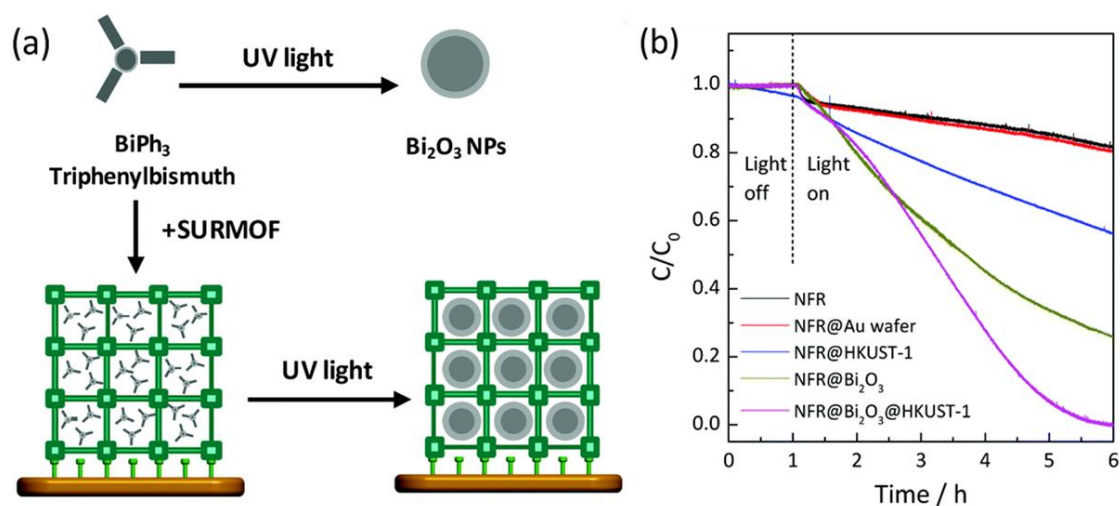 (a)
UV light
BiPh₃
Triphenylbismuth
Bi₂O₃ NPs
+SURMOF
UV light
(b)
C/C₀
1.0
0.8
0.6
0.4
0.2
0.0
Light
off
Light
on
NFR
NFR@Au wafer
NFR@HKUST-1
NFR@Bi₂O₃
NFR@Bi₂O₃@HKUST-1
0 1 2 3 4 5 6
Time / h